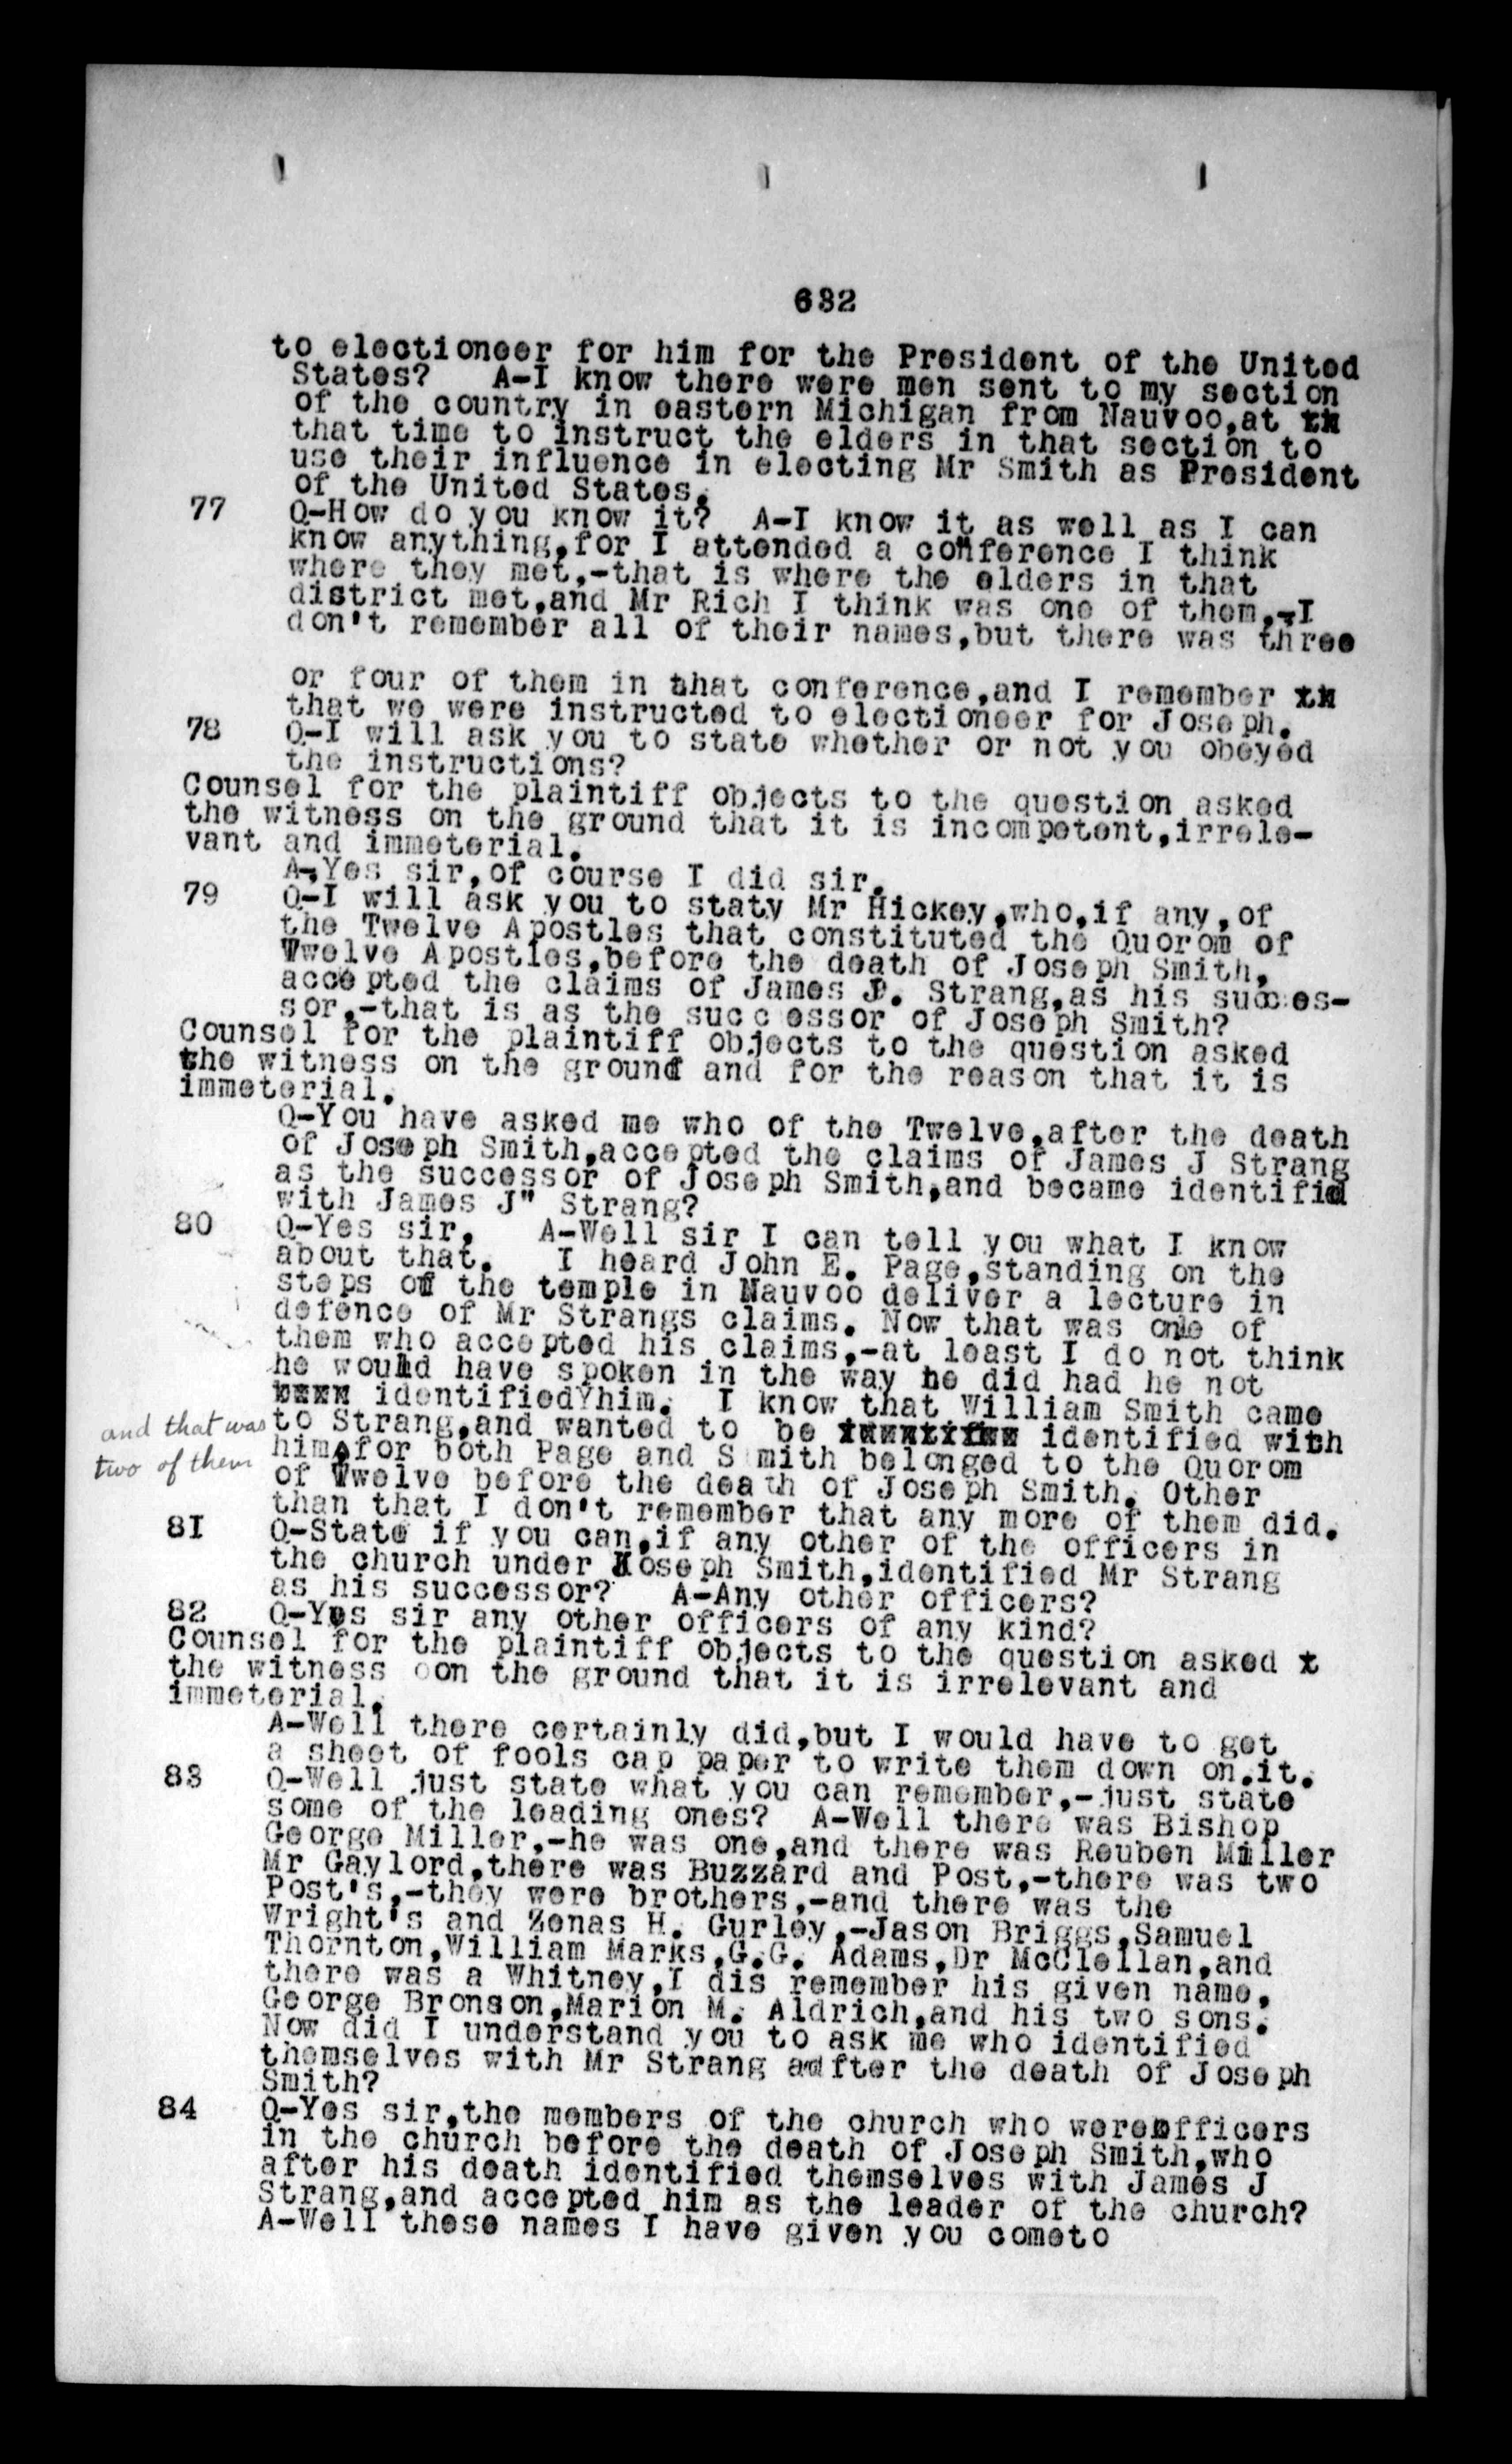 632
to electioneer for him for the President of the United
States?   A-I know there were men sent to my section
of the country in eastern Michigan from Nauvoo,at
that time to instruct the elders in that section to
use their influence in electing Mr Smith as President
of the United States.
77 Q-How do you know it?  A-I know it as well as I can
know anything,for I attended a conference I think
where they met,-that is where the elders in that
district met,and Mr Rich I think was one of them,-I
don't remember all of their names,but there was three
or four of them in that conference,and I remember
that we were instructed to electioneer for Joseph.
78 Q-I will ask you to state whether or not you obeyed
the instructions?
Counsel for the plaintiff objects to the question asked
the witness on the ground that it is incompetent,irrele-
vant and immeterial.
A-Yes sir,of course I did sir.
79 Q-I will ask you to staty Mr Hickey,who,if any,of
the Twelve Apostles that constituted the Quorom of
Twelve Apostles,before the death of Joseph Smith,
accepted the claims of James J. Strang,as his succes-
sor,-that is as the successor of Joseph Smith?
Counsel for the plaintiff objects to the question asked
the witness on the ground and for the reason that it is
immeterial.
Q-You have asked me who of the Twelve,after the death
of Joseph Smith,accepted the claims of James J Strang
as the successor of Joseph Smith,and became identified
with James J" Strang?
80 Q-Yes sir.   A-Well sir I can tell you what I know
about that.   I heard John E. Page,standing on the
steps of the temple in Nauvoo deliver a lecture in
defence of Mr Strangs claims. Now that was one of
them who accepted his claims,-at least I do not think
he would have spoken in the way he did had he not
identified him.  I know that William Smith came
to Strang,and wanted to be identified with
and that was
two of them
him,for both Page and Smith belonged to the Quorom
of Twelve before the death of Joseph Smith. Other
than that I don't remember that any more of them did.
81 Q-State if you can,if any other of the officers in
the church under Joseph Smith,identified Mr Strang
as his successor?   A-Any other officers?
82 Q-Yes sir any other officers of any kind?
Counsel for the plaintiff objects to the question asked t
the witness oon the ground that it is irrelevant and
immeterial.
A-Well there certainly did,but I would have to get
a sheet of fools cap paper to write them down on.it.
83 Q-Well just state what you can remember,-just state
some of the leading ones?  A-Well there was Bishop
George Miller,-he was one,and there was Reuben Miller
Mr Gaylord,there was Buzzard and Post,-there was two
Post's,-they were brothers,-and there was the
Wright's and Zenas H. Gurley,-Jason Briggs,Samuel
Thornton,William Marks,G.G. Adams,Dr McClellan,and
there was a Whitney,I dis remember his given name,
George Bronson,Marion M. Aldrich,and his two sons.
Now did I understand you to ask me who identified
themselves with Mr Strang after the death of Joseph
Smith?
84 Q-Yes sir,the members of the church who were officers
in the church before the death of Joseph Smith,who
after his death identified themselves with James J
Strang,and accepted him as the leader of the church?
A-Well these names I have given you cometo